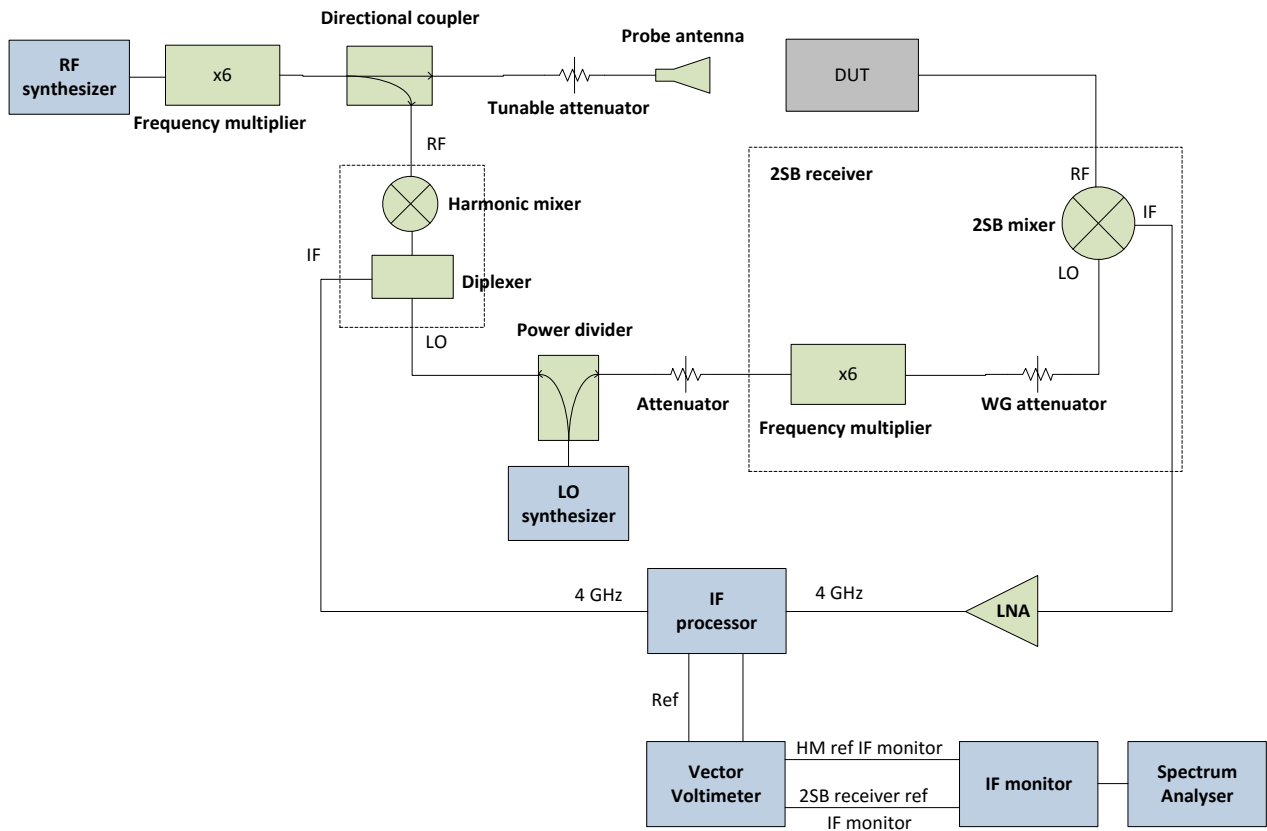 Directional coupler
Probe antenna
RF
synthesizer
x6
DUT
Tunable attenuator
Frequency multiplier
RF
2SB receiver
RF
Harmonic mixer
IF
2SB mixer
IF
LO
Diplexer
LO
Power divider
x6
Attenuator
WG attenuator
Frequency multiplier
LO
synthesizer
4 GHz
IF
processor
4 GHz
LNA
Ref
Vector
Voltimeter
HM ref IF monitor
2SB receiver ref
IF monitor
IF monitor
Spectrum
Analyser